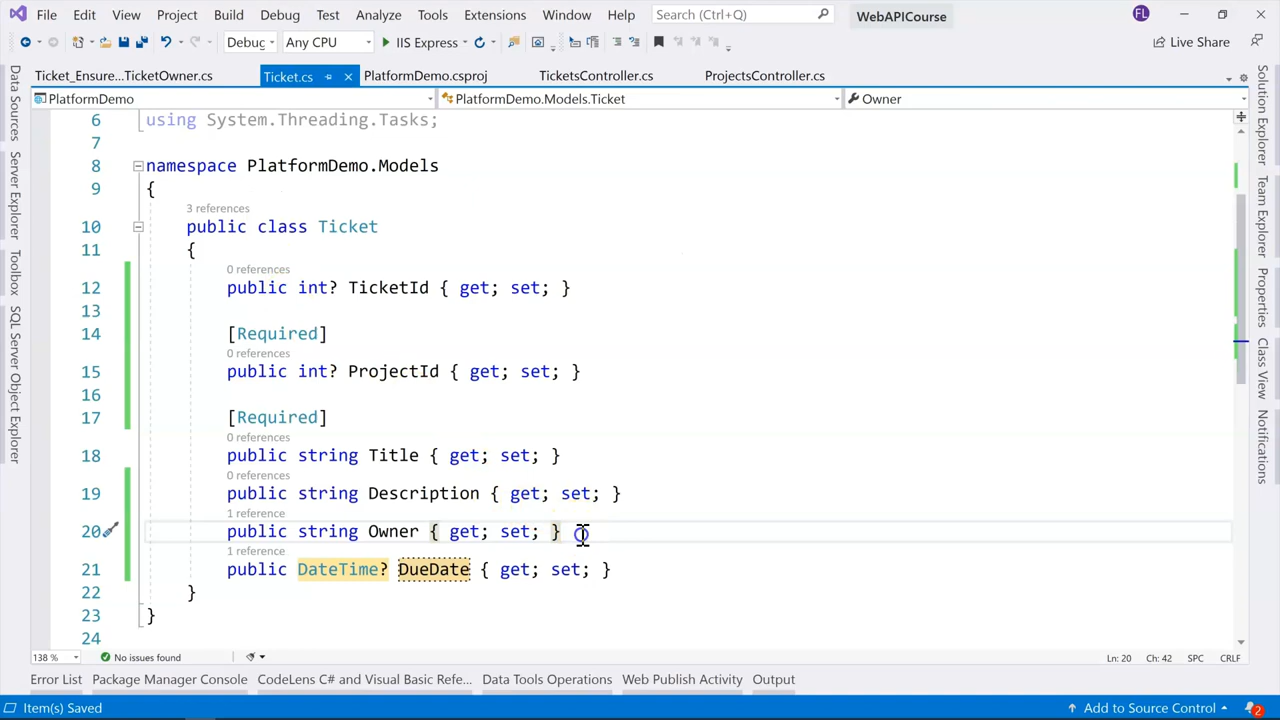 File Edit View Project Build Debug Test Analyze Tools Extensions Window Help Search (Ctrl+Q) WebAPICourse FL
Debug Any CPU IIS Express Live Share
Ticket_Ensure...TicketOwner.cs Ticket.cs PlatformDemo.csproj TicketsController.cs ProjectsController.cs
PlatformDemo PlatformDemo.Models.Ticket Owner
6 using System.Threading.Tasks;
7
8 namespace PlatformDemo.Models
9 {
3 references
10 public class Ticket
11 {
0 references
12 public int? TicketId { get; set; }
13
14 [Required]
0 references
15 public int? ProjectId { get; set; }
16
17 [Required]
0 references
18 public string Title { get; set; }
0 references
19 public string Description { get; set; }
1 reference
20 public string Owner { get; set; }
1 reference
21 public DateTime? DueDate { get; set; }
22 }
23 }
24
Data Sources
Server Explorer
Toolbox
SQL Server Object Explorer
Solution Explorer
Team Explorer
Properties
Class View
Notifications
138 % No issues found Ln: 20 Ch: 42 SPC CRLF
Error List Package Manager Console CodeLens C# and Visual Basic Refe... Data Tools Operations Web Publish Activity Output
Item(s) Saved Add to Source Control 2